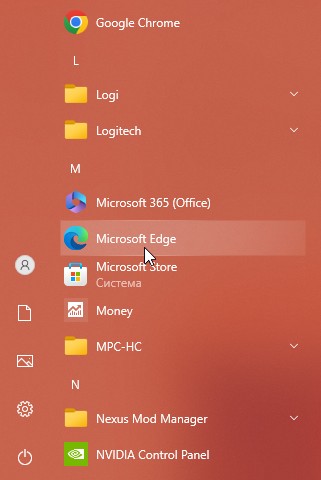 Google Chrome
L
Logi
Logitech
M
Microsoft 365 (Office)
Microsoft Edge
Microsoft Store
Система
Money
MPC-HC
N
Nexus Mod Manager
NVIDIA Control Panel